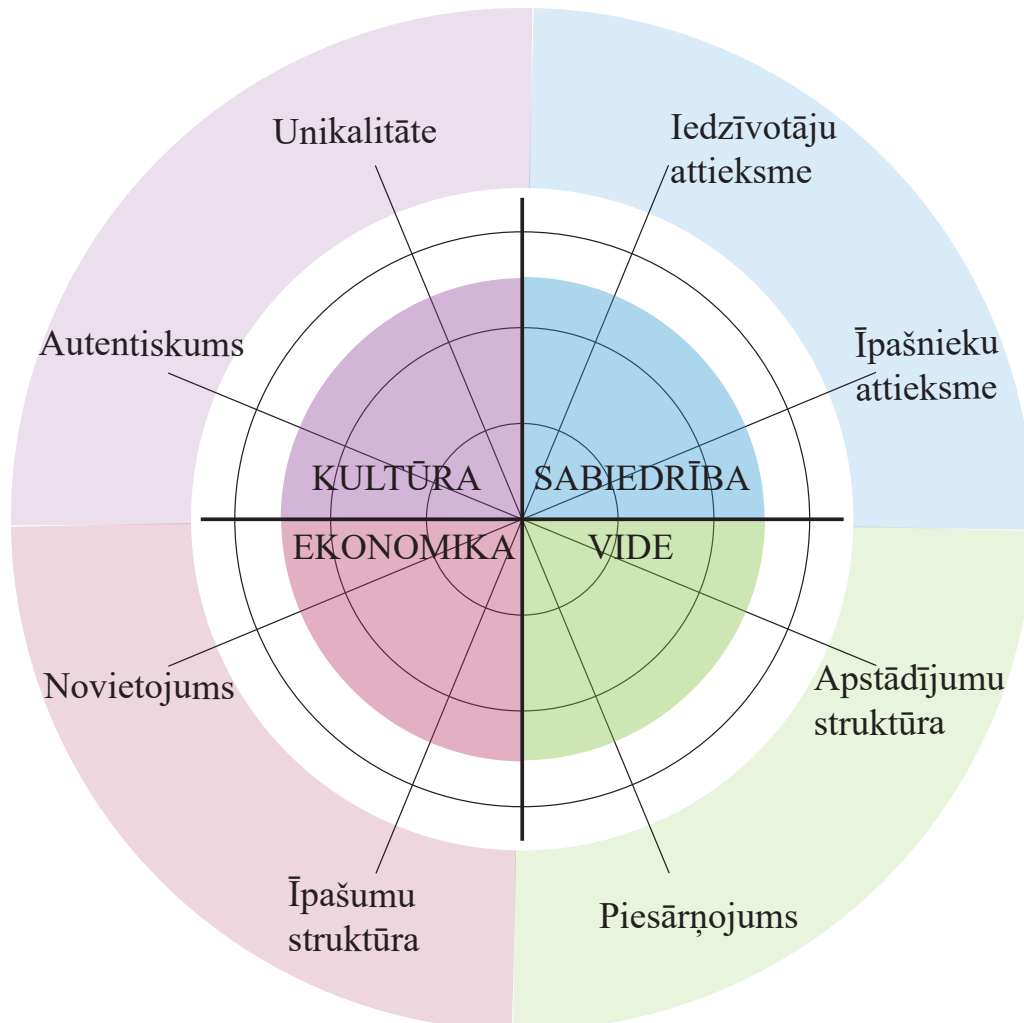 Unikalitāte
Iedzīvotāju
attieksme
Autentiskums
Īpašnieku
attieksme
KULTŪRA
SABIEDRĪBA
EKONOMIKA
VIDE
Novietojums
Apstādījumu
struktūra
Īpašumu
struktūra
Piesārņojums